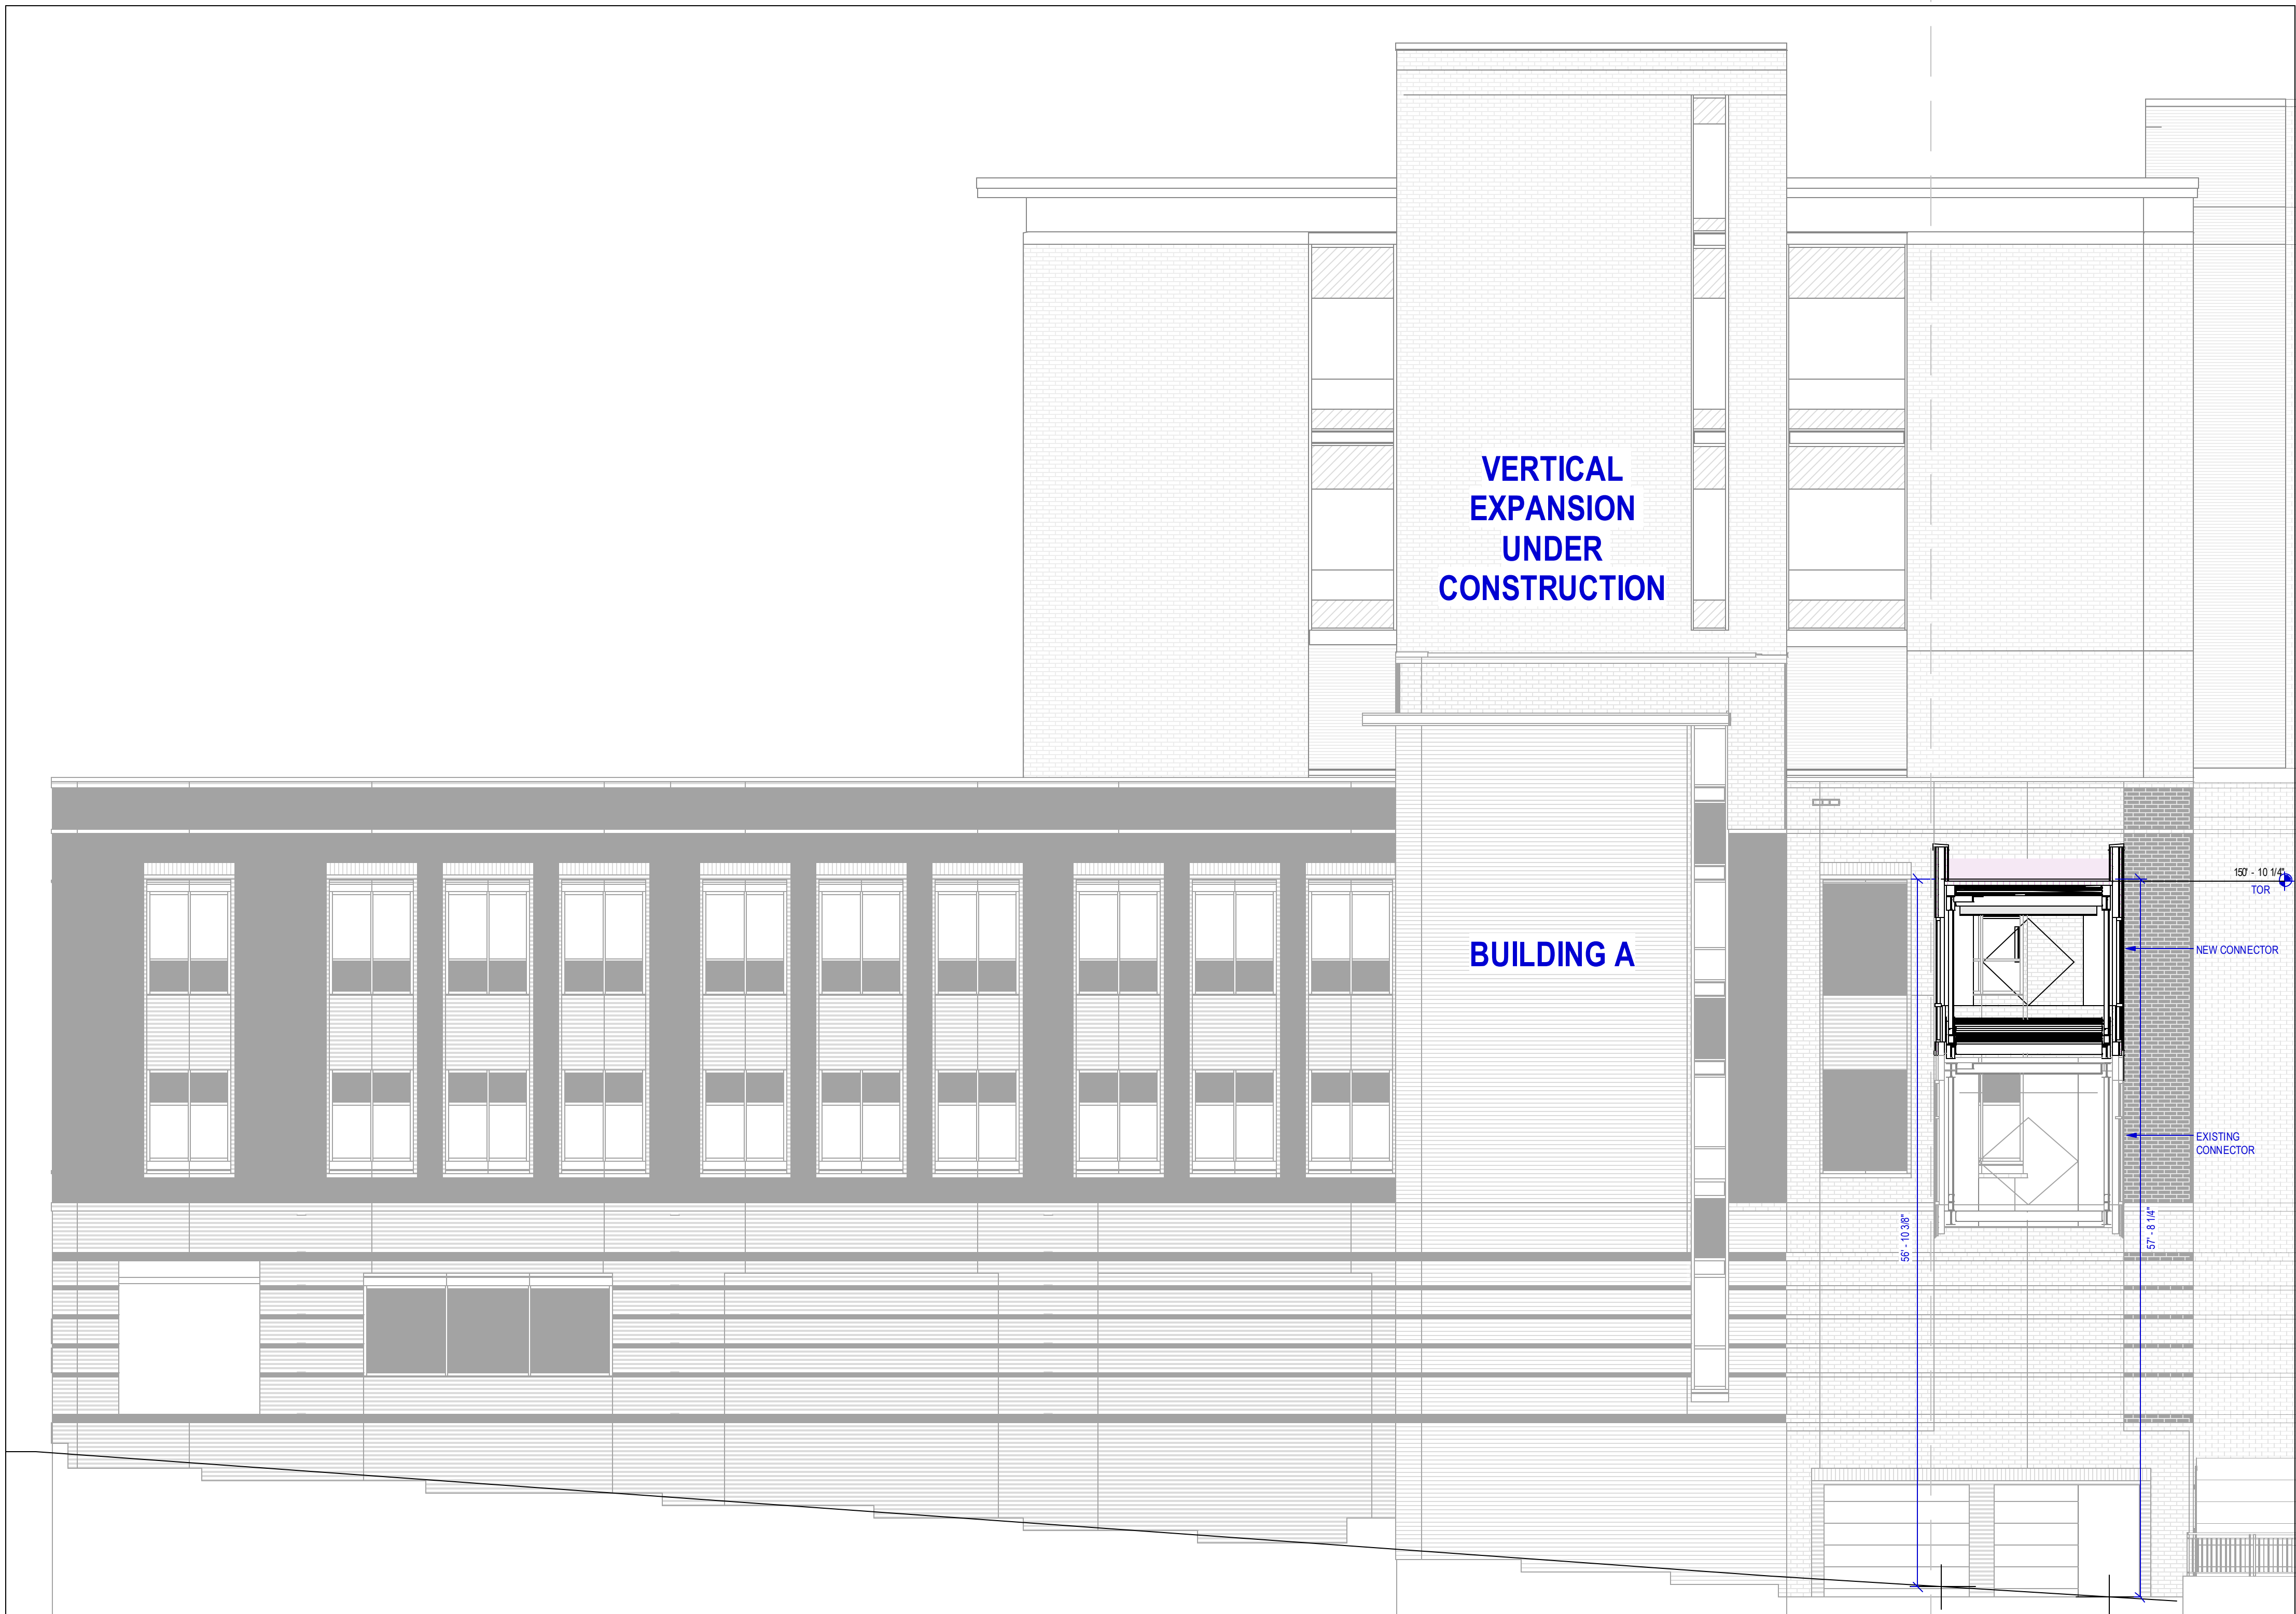 VERTICAL
EXPANSION
UNDER
CONSTRUCTION
150' - 10 1/4"
TOR
BUILDING A
NEW CONNECTOR
EXISTING
CONNECTOR
56' - 10 3/8"
57' - 8 1/4"